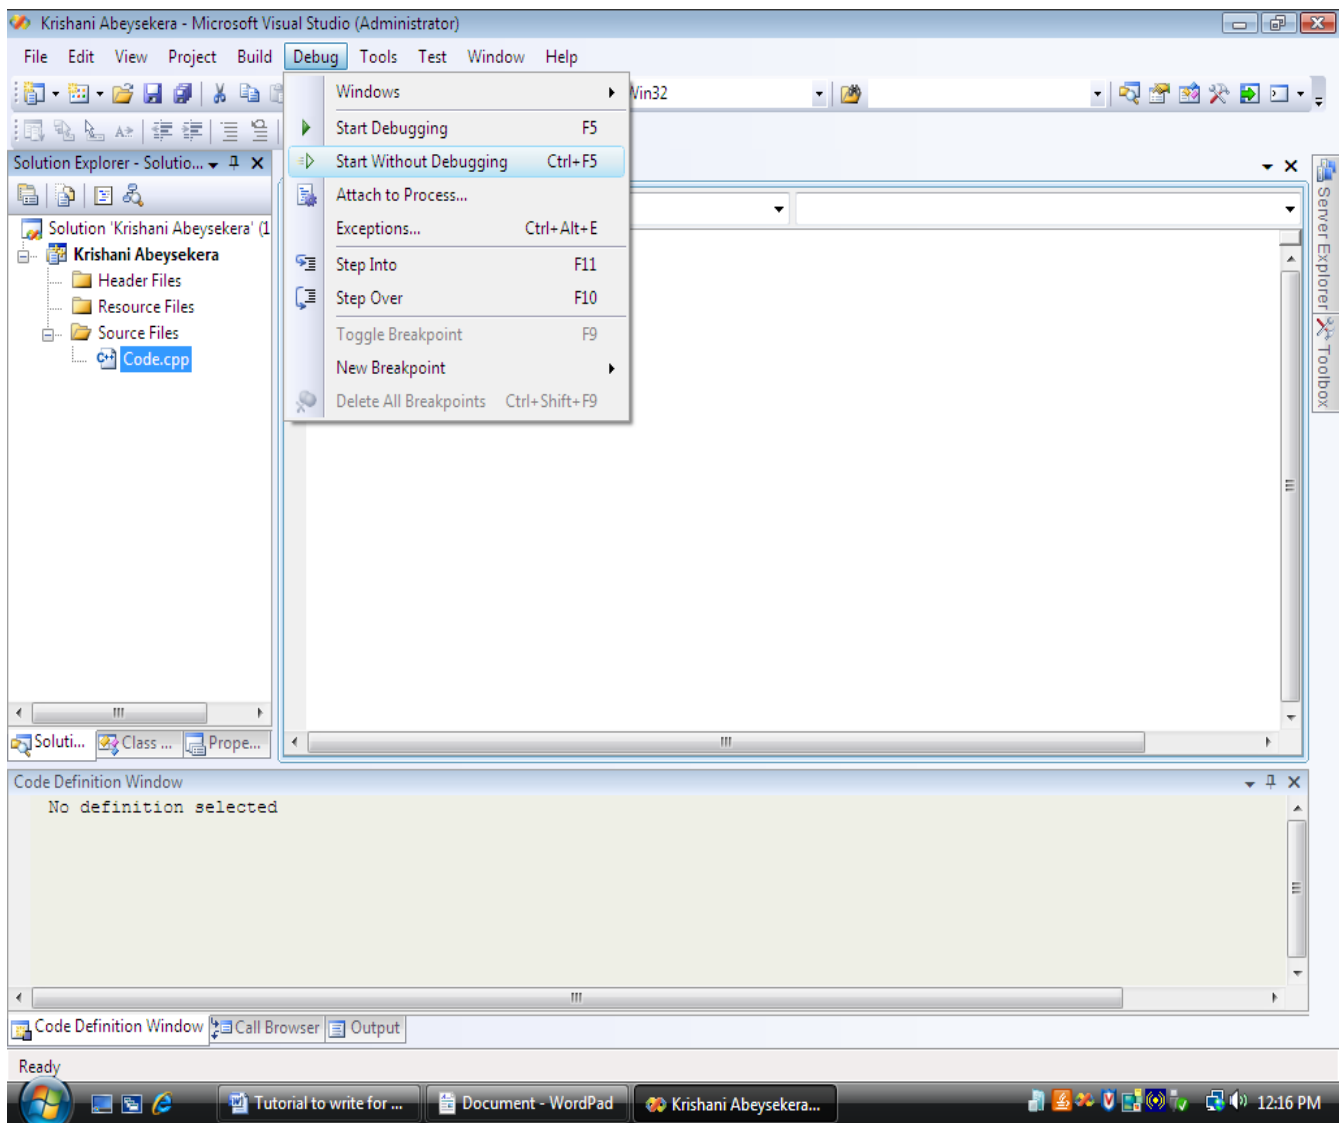 Krishani Abeysekera - Microsoft Visual Studio (Administrator)
File Edit View Project Build Debug Tools Test Window Help
Windows
Win32
Start Debugging F5
Start Without Debugging Ctrl+F5
Attach to Process...
Exceptions... Ctrl+Alt+E
Step Into F11
Step Over F10
Toggle Breakpoint F9
New Breakpoint
Delete All Breakpoints Ctrl+Shift+F9
Solution Explorer - Solutio...
Solution 'Krishani Abeysekera' (1
Krishani Abeysekera
Header Files
Resource Files
Source Files
Code.cpp
Server Explorer
Toolbox
Soluti... Class ... Prope...
Code Definition Window
No definition selected
Code Definition Window Call Browser Output
Ready
Tutorial to write for ... Document - WordPad Krishani Abeysekera... 12:16 PM